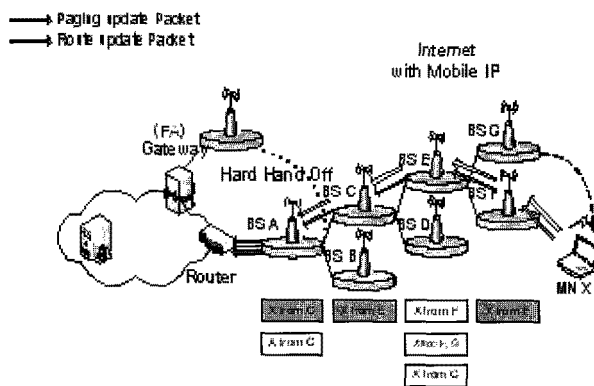 Paging update Packet
Route update Packet
Internet
with Mobile IP
(FA)
Gateway
Hard Hand Off
BS G
BS E
BS C
BS F
BS A
BS D
BS B
Router
MN X
X from C
X from E
X from F
X from C
X from G